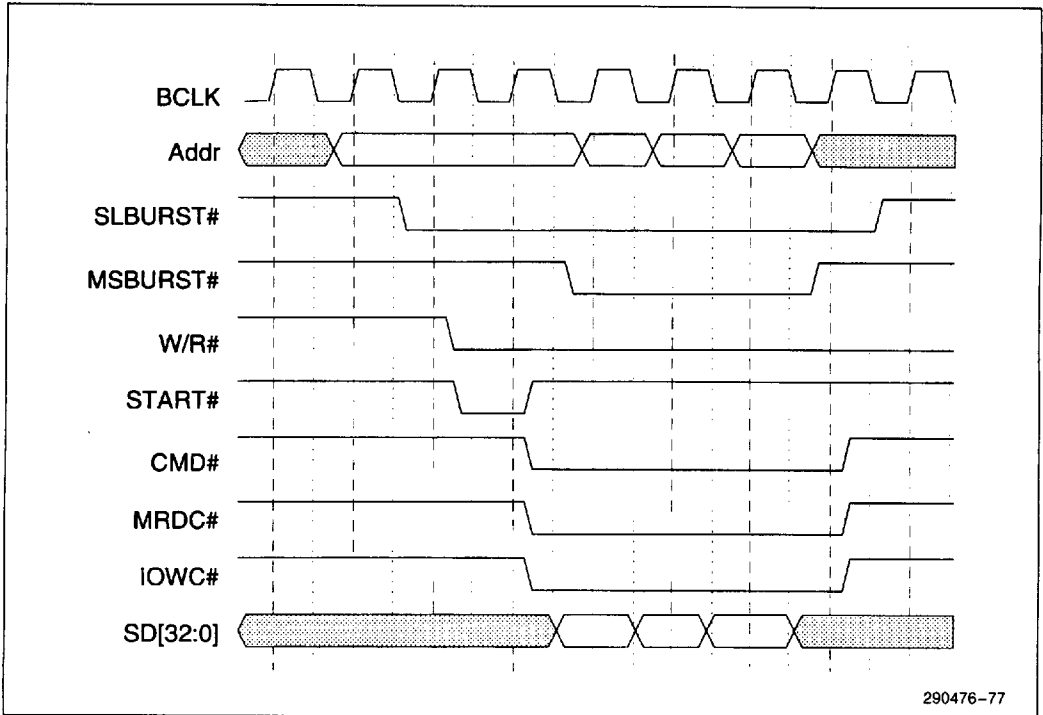 BCLK
Addr
SLBURST#
MSBURST#
W/R#
START#
CMD#
MRDC#
IOWC#
SD[32:0]
290476-77